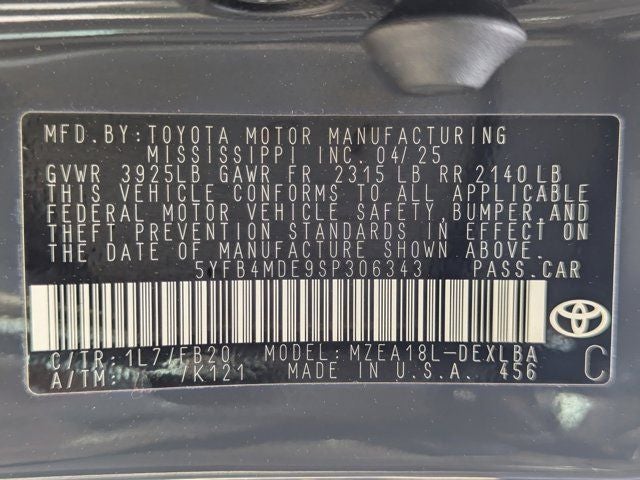 MFD.BY:TOYOTA MOTOR MANUFACTURING
MISSISSIPPI INC. 04/25
GVWR 3925LB GAWR FR 2315 LB RR 2140 LB
THIS VEHICLE CONFORMS TO ALL APPLICABLE
FEDERAL MOTOR VEHICLE SAFETY,BUMPER,AND
THEFT PREVENTION STANDARDS IN EFFECT ON
THE DATE OF MANUFACTURE SHOWN ABOVE.
5YFB4MDE9SP306343 PASS.CAR
C/TR:1L7/FB20 MODEL:MZEA18L-DEXLBA
A/TM: /K121 MADE IN U.S.A. 456 C